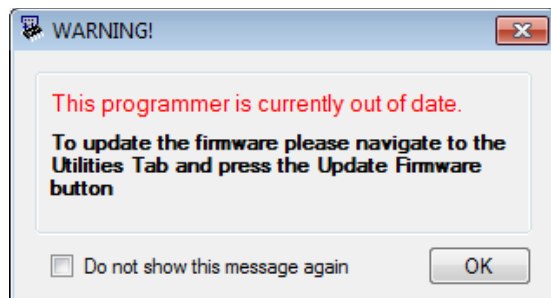 WARNING!
This programmer is currently out of date.
To update the firmware please navigate to the
Utilities Tab and press the Update Firmware
button
Do not show this message again
OK